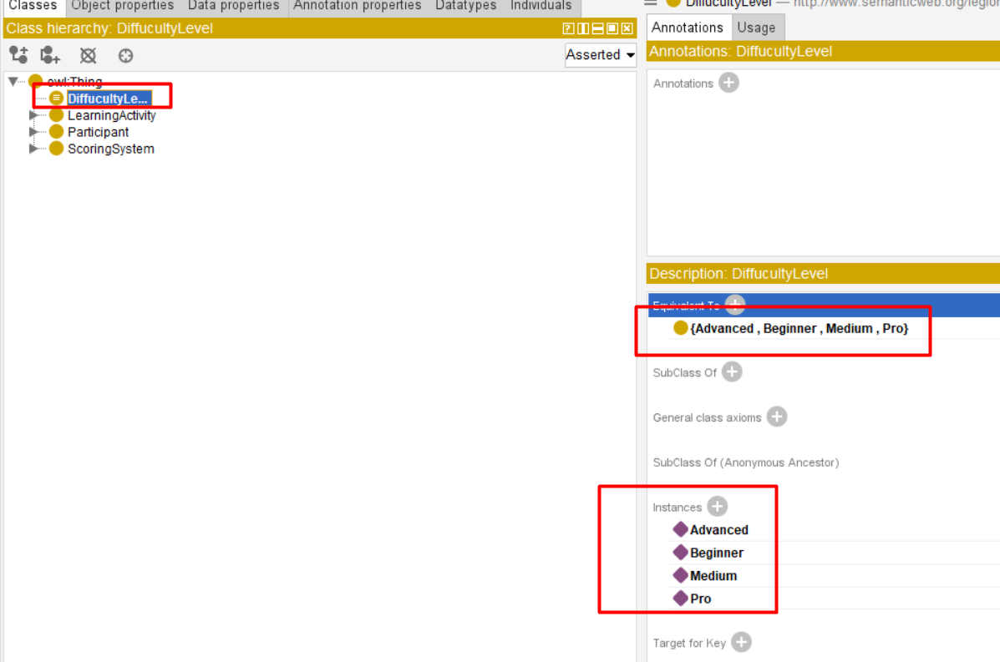 Classes Object properties Data properties Annotation properties Datatypes Individuals
Class hierarchy: DiffucultyLevel
Asserted
owl:Thing
DiffucultyLe...
LearningActivity
Participant
ScoringSystem
DiffucultyLevel — http://www.semanticweb.org/legion
Annotations Usage
Annotations: DiffucultyLevel
Annotations
Description: DiffucultyLevel
Equivalent To
{Advanced , Beginner , Medium , Pro}
SubClass Of
General class axioms
SubClass Of (Anonymous Ancestor)
Instances
Advanced
Beginner
Medium
Pro
Target for Key